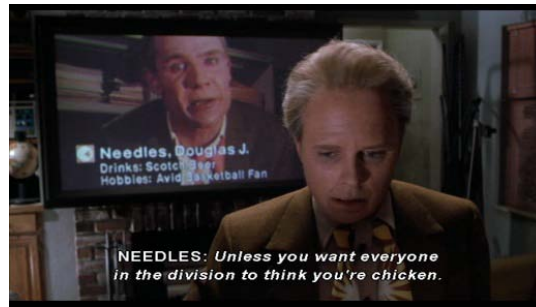 Needles, Douglas J.
Drinks: Scotch Beer
Hobbies: Avid Basketball Fan
NEEDLES: Unless you want everyone
in the division to think you're chicken.